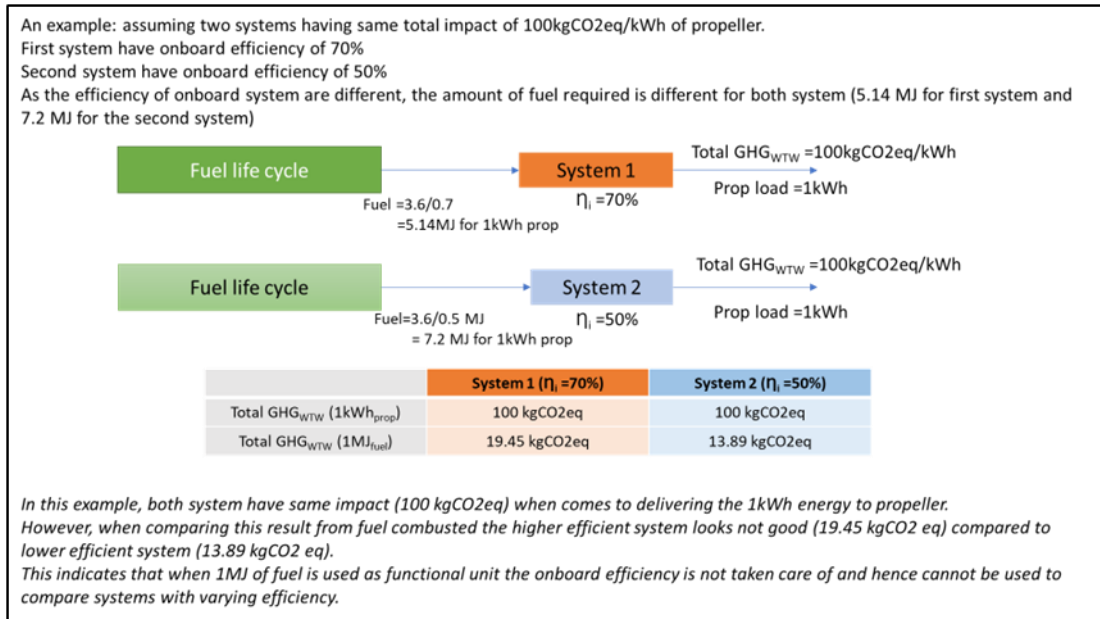 An example: assuming two systems having same total impact of 100kgCO2eq/kWh of propeller.
First system have onboard efficiency of 70%
Second system have onboard efficiency of 50%
As the efficiency of onboard system are different, the amount of fuel required is different for both system (5.14 MJ for first system and
7.2 MJ for the second system)
Fuel life cycle
Fuel =3.6/0.7
=5.14MJ for 1kWh prop
System 1
η_i =70%
Total GHG_WTW =100kgCO2eq/kWh
Prop load =1kWh
Fuel life cycle
Fuel=3.6/0.5 MJ
= 7.2 MJ for 1kWh prop
System 2
η_i =50%
Total GHG_WTW =100kgCO2eq/kWh
Prop load =1kWh
System 1 (η_i =70%) System 2 (η_i =50%)
Total GHG_WTW (1kWh_prop) 100 kgCO2eq 100 kgCO2eq
Total GHG_WTW (1MJ_fuel) 19.45 kgCO2eq 13.89 kgCO2eq
In this example, both system have same impact (100 kgCO2eq) when comes to delivering the 1kWh energy to propeller.
However, when comparing this result from fuel combusted the higher efficient system looks not good (19.45 kgCO2 eq) compared to
lower efficient system (13.89 kgCO2 eq).
This indicates that when 1MJ of fuel is used as functional unit the onboard efficiency is not taken care of and hence cannot be used to
compare systems with varying efficiency.